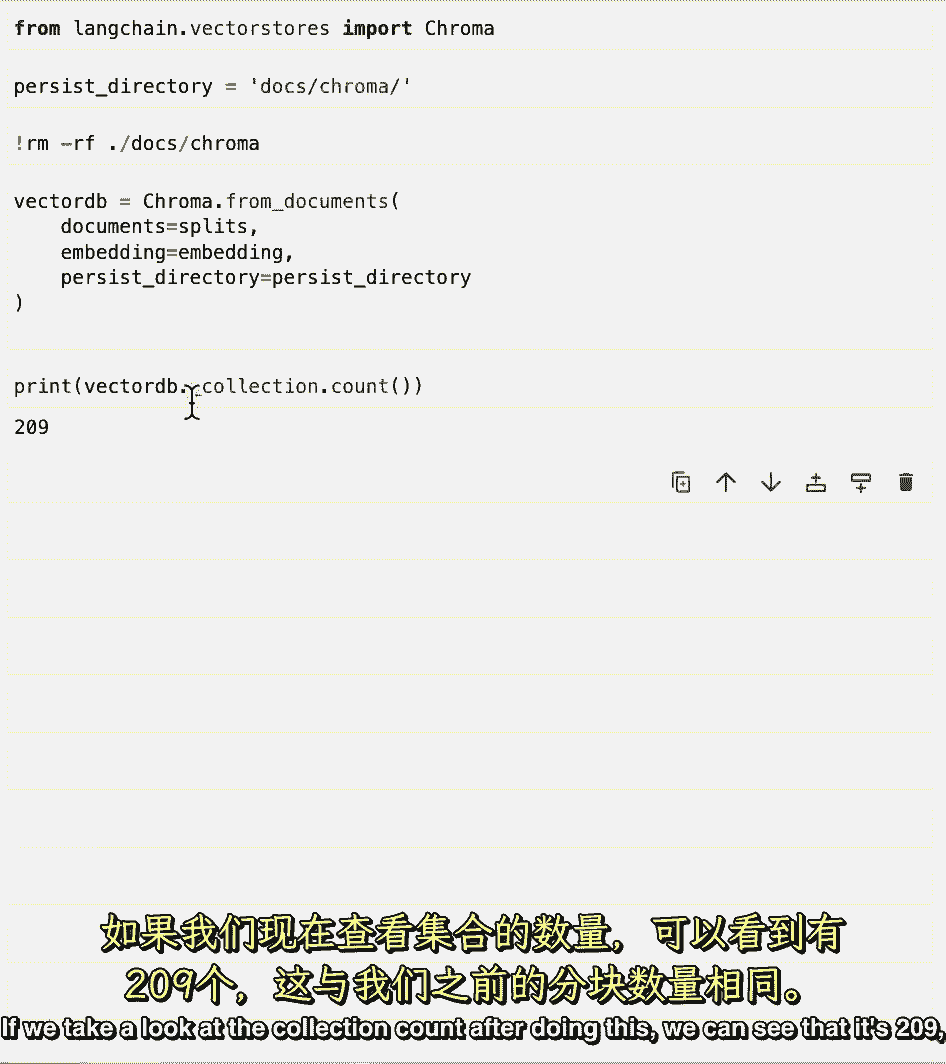 from langchain.vectorstores import Chroma
persist_directory = 'docs/chroma/'
!rm -rf ./docs/chroma
vectordb = Chroma.from_documents(
    documents=splits,
    embedding=embedding,
    persist_directory=persist_directory
)
print(vectordb._collection.count())
209
如果我们现在查看集合的数量，可以看到有
209个，这与我们之前的分块数量相同。
If we take a look at the collection count after doing this, we can see that it's 209,